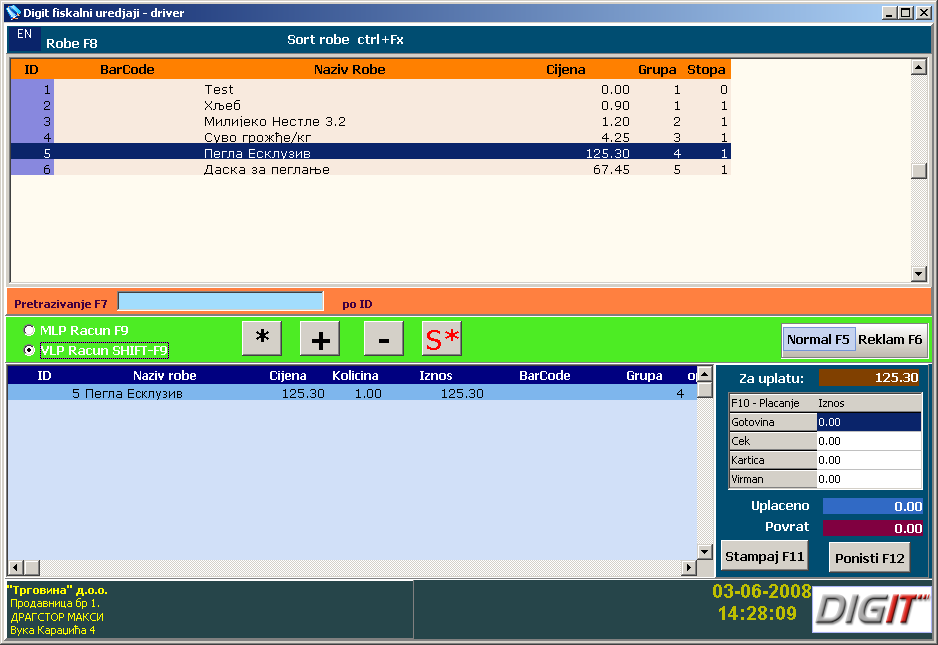 Digit fiskalni uredjaji - driver
EN
Robe F8 Sort robe ctrl+Fx
ID BarCode Naziv Robe Cijena Grupa Stopa
1 Test 0.00 1 0
2 Хљеб 0.90 1 1
3 Милијеко Нестле 3.2 1.20 2 1
4 Суво грожђе/кг 4.25 3 1
5 Пегла Есклузив 125.30 4 1
6 Даска за пеглање 67.45 5 1
Pretrazivanje F7 po ID
MLP Racun F9
VLP Racun SHIFT-F9
* + - S*
Normal F5 Reklam F6
ID Naziv robe Cijena Kolicina Iznos BarCode Grupa
5 Пегла Есклузив 125.30 1.00 125.30 4
Za uplatu: 125.30
F10 - Placanje Iznos
Gotovina 0.00
Cek 0.00
Kartica 0.00
Virman 0.00
Uplaceno 0.00
Povrat 0.00
Stampaj F11 Ponisti F12
"Трговина" д.о.о.
Продавница бр 1.
ДРАГСТОР МАКСИ
Вука Караџића 4
03-06-2008
14:28:09
DIGIT